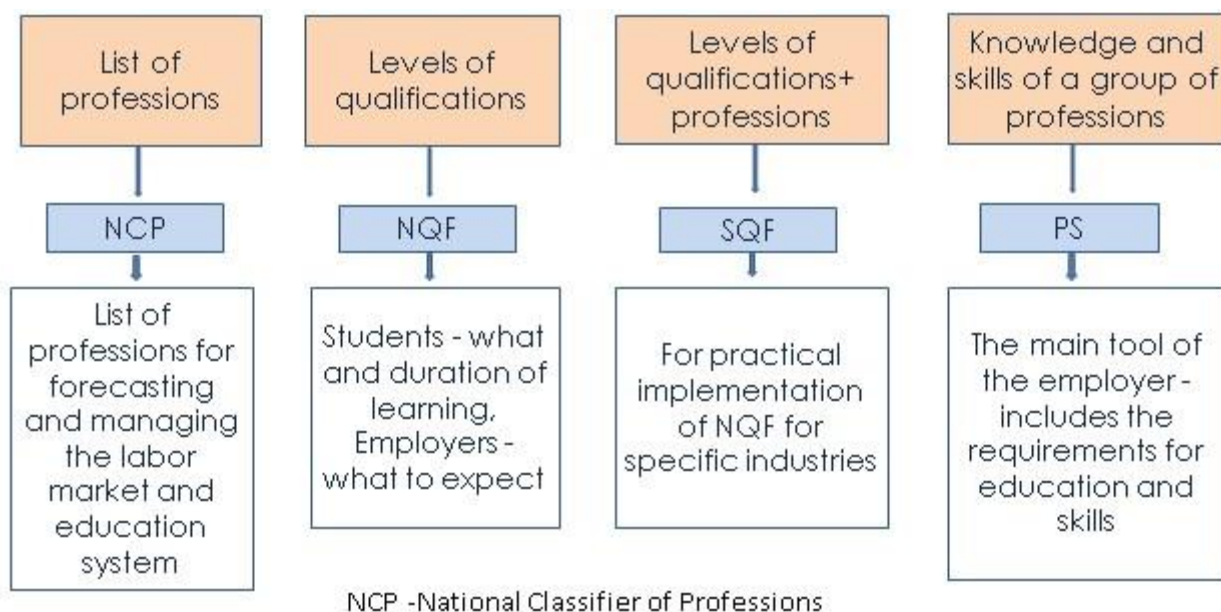 List of
professions
Levels of
qualifications
Levels of
qualifications+
professions
Knowledge and
skills of a group of
professions
NCP
NQF
SQF
PS
List of
professions for
forecasting
and managing
the labor
market and
education
system
Students - what
and duration of
learning,
Employers -
what to expect
For practical
implementation
of NQF for
specific industries
The main tool of
the employer -
includes the
requirements for
education and
skills
NCP -National Classifier of Professions